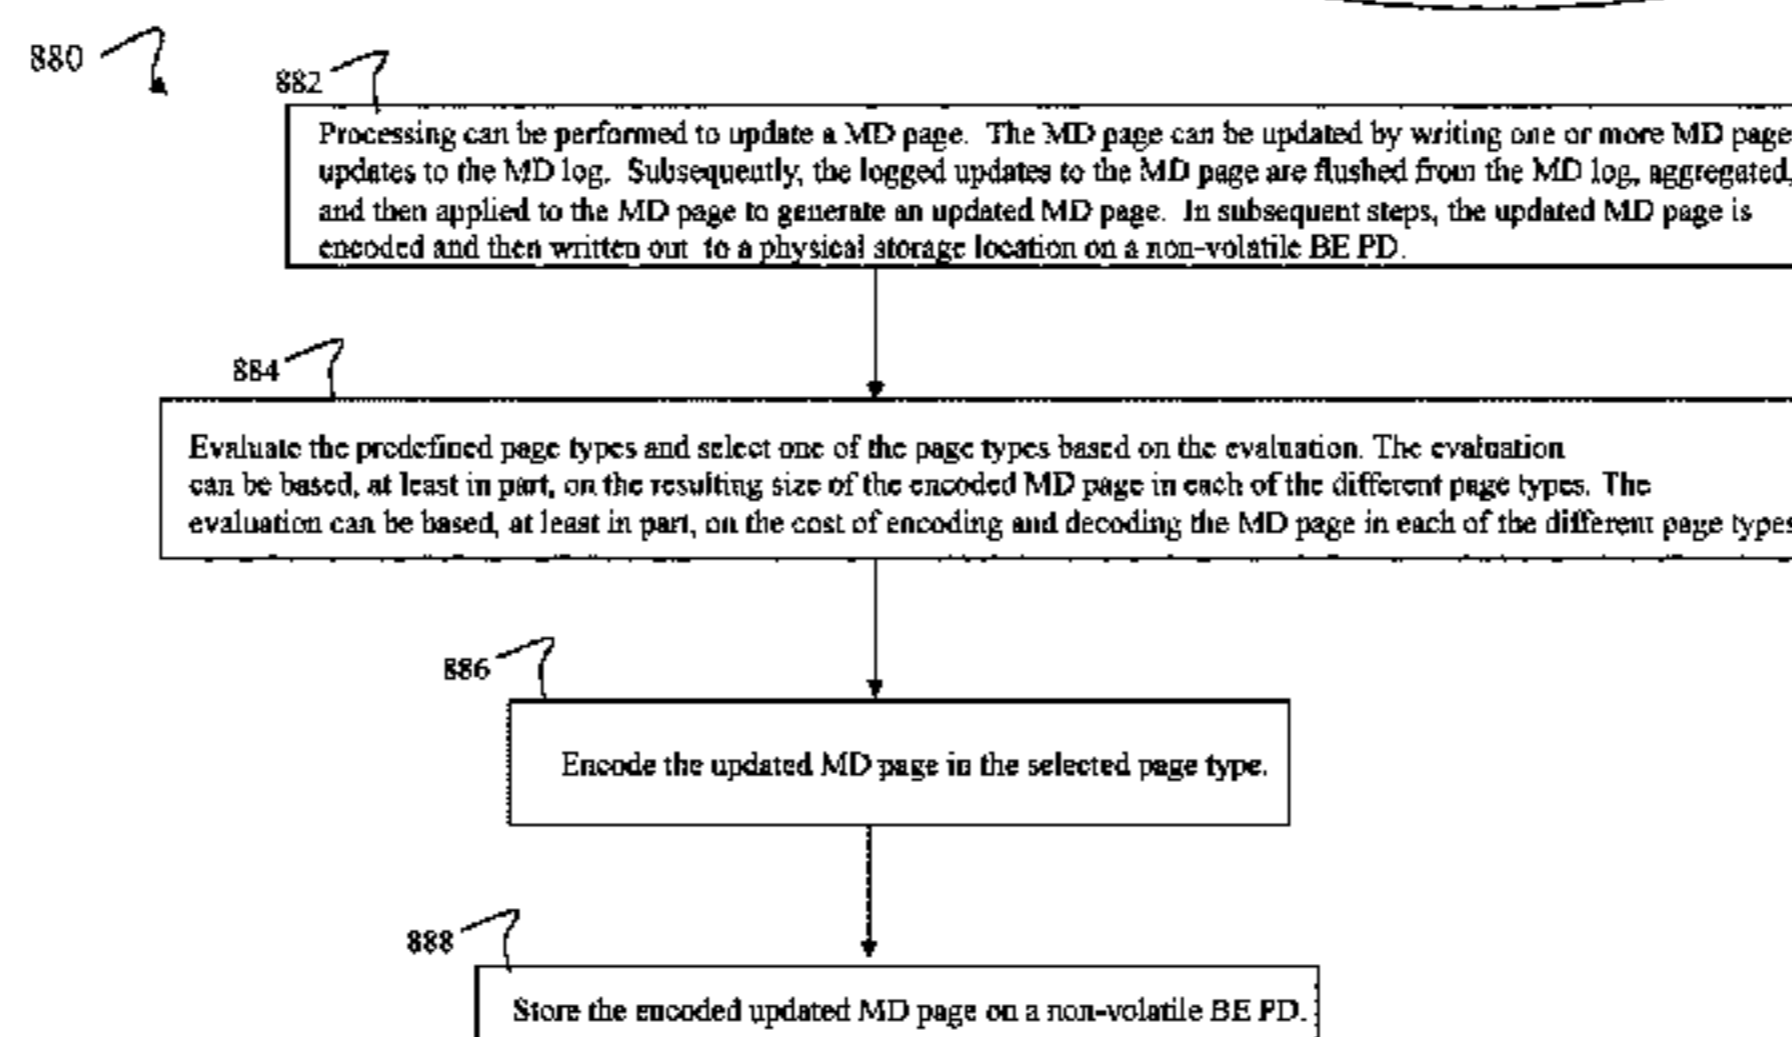 880
882
Processing can be performed to update a MD page. The MD page can be updated by writing one or more MD page
updates to the MD log. Subsequently, the logged updates to the MD page are flushed from the MD log, aggregated,
and then applied to the MD page to generate an updated MD page. In subsequent steps, the updated MD page is
encoded and then written out to a physical storage location on a non-volatile BE PD.
884
Evaluate the predefined page types and select one of the page types based on the evaluation. The evaluation
can be based, at least in part, on the resulting size of the encoded MD page in each of the different page types. The
evaluation can be based, at least in part, on the cost of encoding and decoding the MD page in each of the different page types
886
Encode the updated MD page in the selected page type.
888
Store the encoded updated MD page on a non-volatile BE PD.